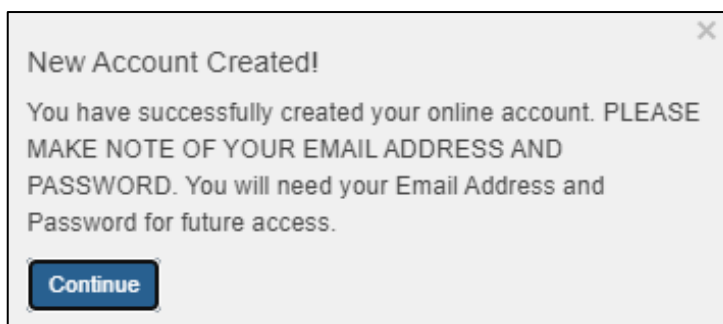 New Account Created!
You have successfully created your online account. PLEASE
MAKE NOTE OF YOUR EMAIL ADDRESS AND
PASSWORD. You will need your Email Address and
Password for future access.
Continue